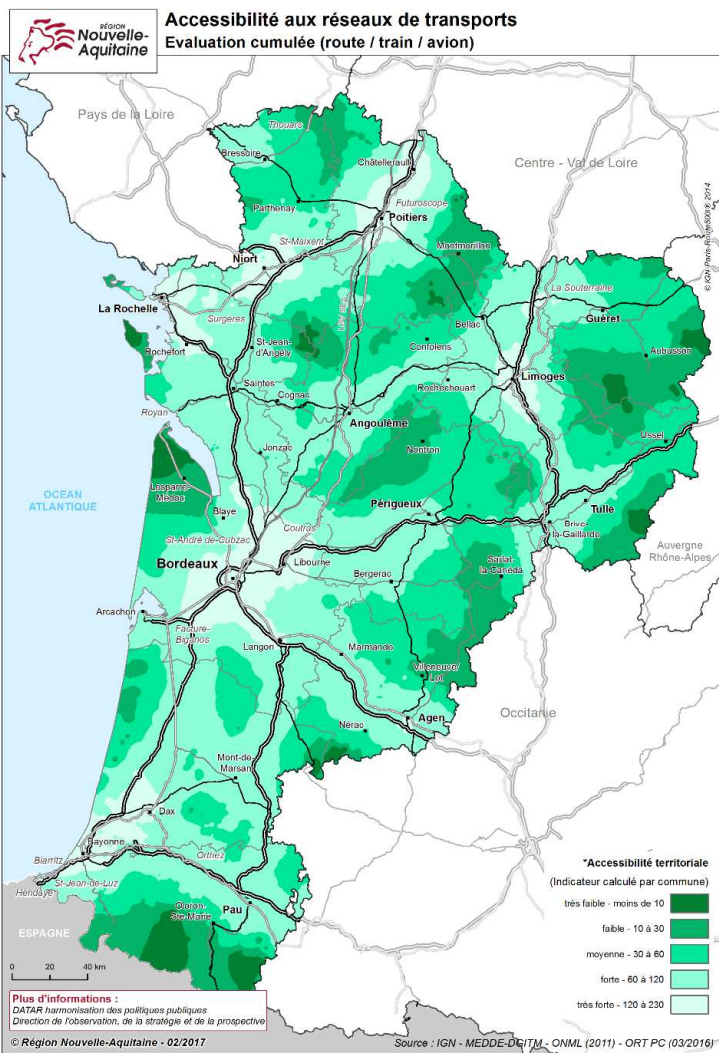 RÉGION
Nouvelle-
Aquitaine
Accessibilité aux réseaux de transports
Evaluation cumulée (route / train / avion)
Pays de la Loire
Thouars
Bressuire
Châtellerault
Centre - Val de Loire
© IGN Paris-Route500® 2014
Parthenay
Futuroscope
Poitiers
St-Maixent
Montmorillon
Niort
La Souterraine
La Rochelle
Surgères
LGV SEA
Bellac
Guéret
Rochefort
St-Jean-
d'Angely
Confolens
Aubusson
Limoges
Saintes
Cognac
Rochechouart
Royan
Angoulême
Jonzac
Nontron
Ussel
Lesparre-
Médoc
OCEAN
ATLANTIQUE
Blaye
Périgueux
Tulle
Coutras
Brive-
la-Gaillarde
St-André de-Cubzac
Auvergne
Rhône-Alpes
Bordeaux
Libourne
Sarlat-
la-Canéda
Bergerac
Arcachon
Facture-
Biganos
Langon
Marmande
Villeneuve/
Lot
Occitanie
Agen
Nérac
Mont-de-
Marsan
Dax
Bayonne
Biarritz
Orthez
St-Jean-de-Luz
Hendaye
Oloron-
Ste-Marie
Pau
ESPAGNE
0 20 40 km
*Accessibilité territoriale
(Indicateur calculé par commune)
très faible - moins de 10
faible - 10 à 30
moyenne - 30 à 60
forte - 60 à 120
très forte - 120 à 230
Plus d'informations :
DATAR harmonisation des politiques publiques
Direction de l'observation, de la stratégie et de la prospective
© Région Nouvelle-Aquitaine - 02/2017
Source : IGN - MEDDE-DGITM - ONML (2011) - ORT PC (03/2016)